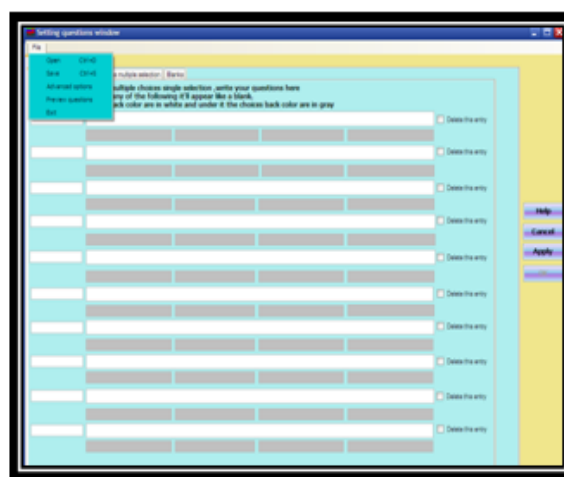 Setting questions window
File
Open Ctrl+O
Save Ctrl+S
Advanced options
Preview questions
Exit
multiple selection Blanks
multiple choices single selection ,write your questions here
any of the following it'll appear like a blank.
back color are in white and under it the choices back color are in gray
Delete this entry
Delete this entry
Delete this entry
Delete this entry
Delete this entry
Delete this entry
Delete this entry
Delete this entry
Delete this entry
Delete this entry
Help
Cancel
Apply